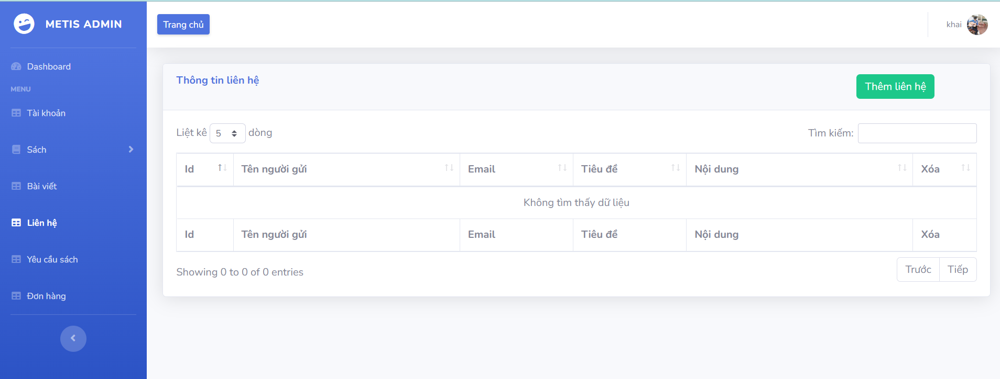 METIS ADMIN
Dashboard
MENU
Tài khoản
Sách
Bài viết
Liên hệ
Yêu cầu sách
Đơn hàng
Trang chủ
khai
Thông tin liên hệ
Thêm liên hệ
Liệt kê 5 dòng
Tìm kiếm:
Id Tên người gửi Email Tiêu đề Nội dung Xóa
Không tìm thấy dữ liệu
Id Tên người gửi Email Tiêu đề Nội dung Xóa
Showing 0 to 0 of 0 entries
Trước Tiếp